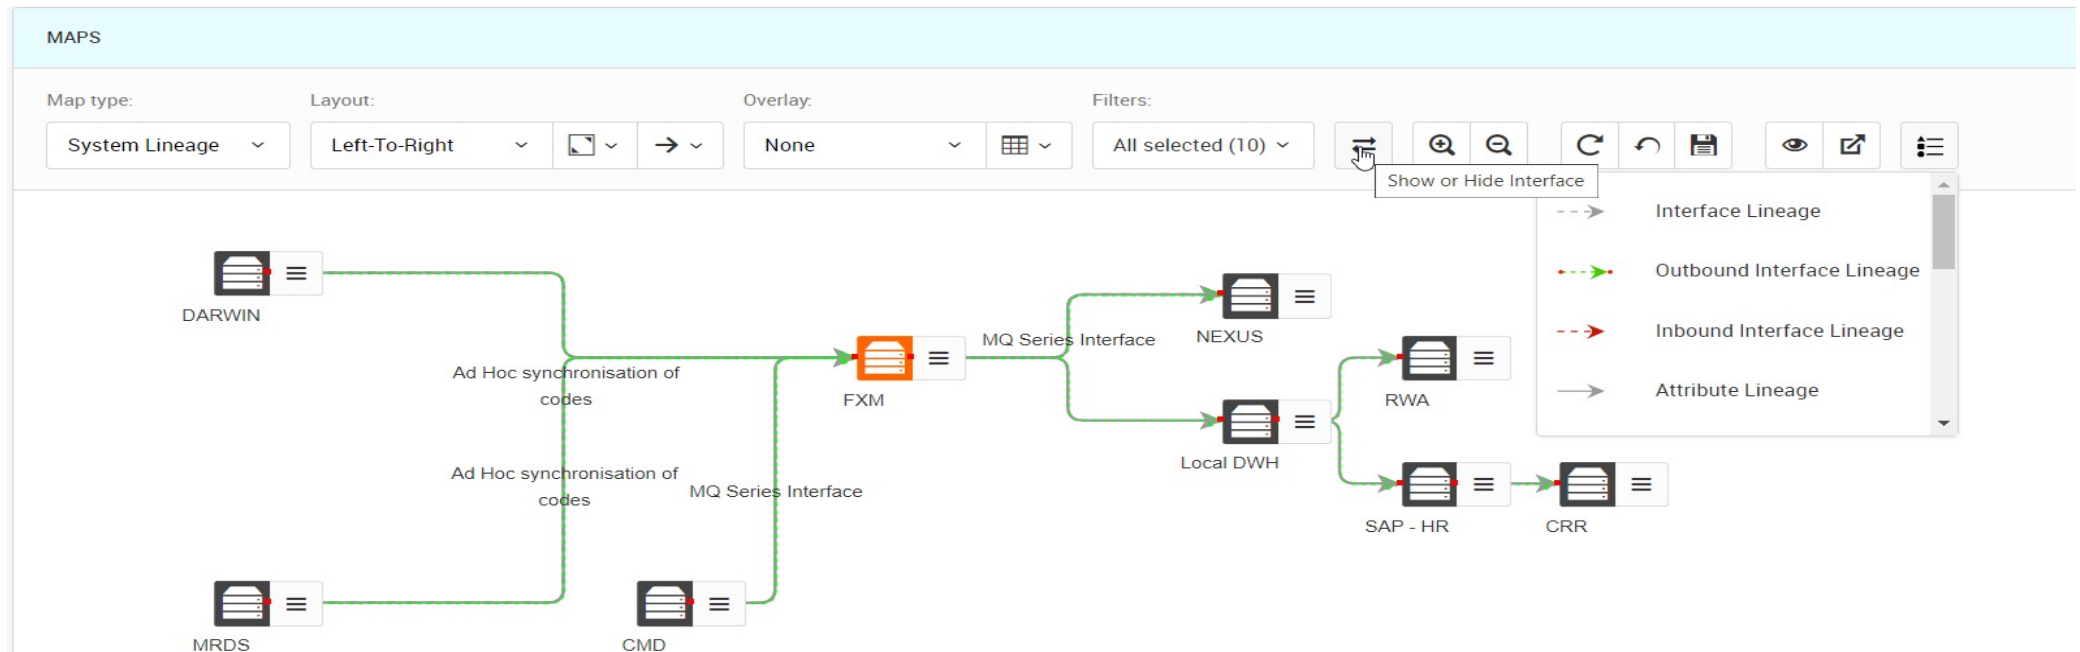 MAPS
Map type:
Layout:
Overlay:
Filters:
System Lineage
Left-To-Right
None
All selected (10)
Show or Hide Interface
Interface Lineage
Outbound Interface Lineage
Inbound Interface Lineage
Attribute Lineage
DARWIN
Ad Hoc synchronisation of
codes
Ad Hoc synchronisation of
codes
MQ Series Interface
MRDS
CMD
FXM
MQ Series Interface
NEXUS
Local DWH
RWA
SAP - HR
CRR